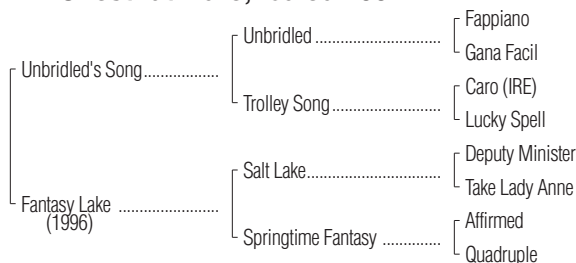 Fappiano
Unbridled
Gana Facil
Unbridled's Song
Caro (IRE)
Trolley Song
Lucky Spell
Deputy Minister
Salt Lake
Take Lady Anne
Fantasy Lake
(1996)
Affirmed
Springtime Fantasy
Quadruple